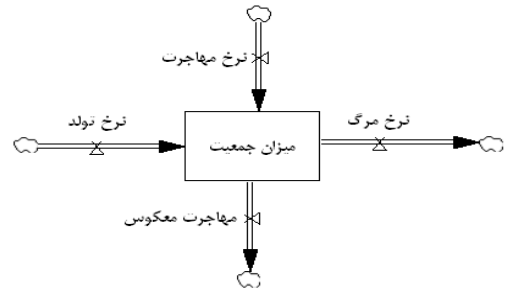 نرخ مهاجرت
نرخ تولد
نرخ مرگ
میزان جمعیت
مهاجرت معکوس